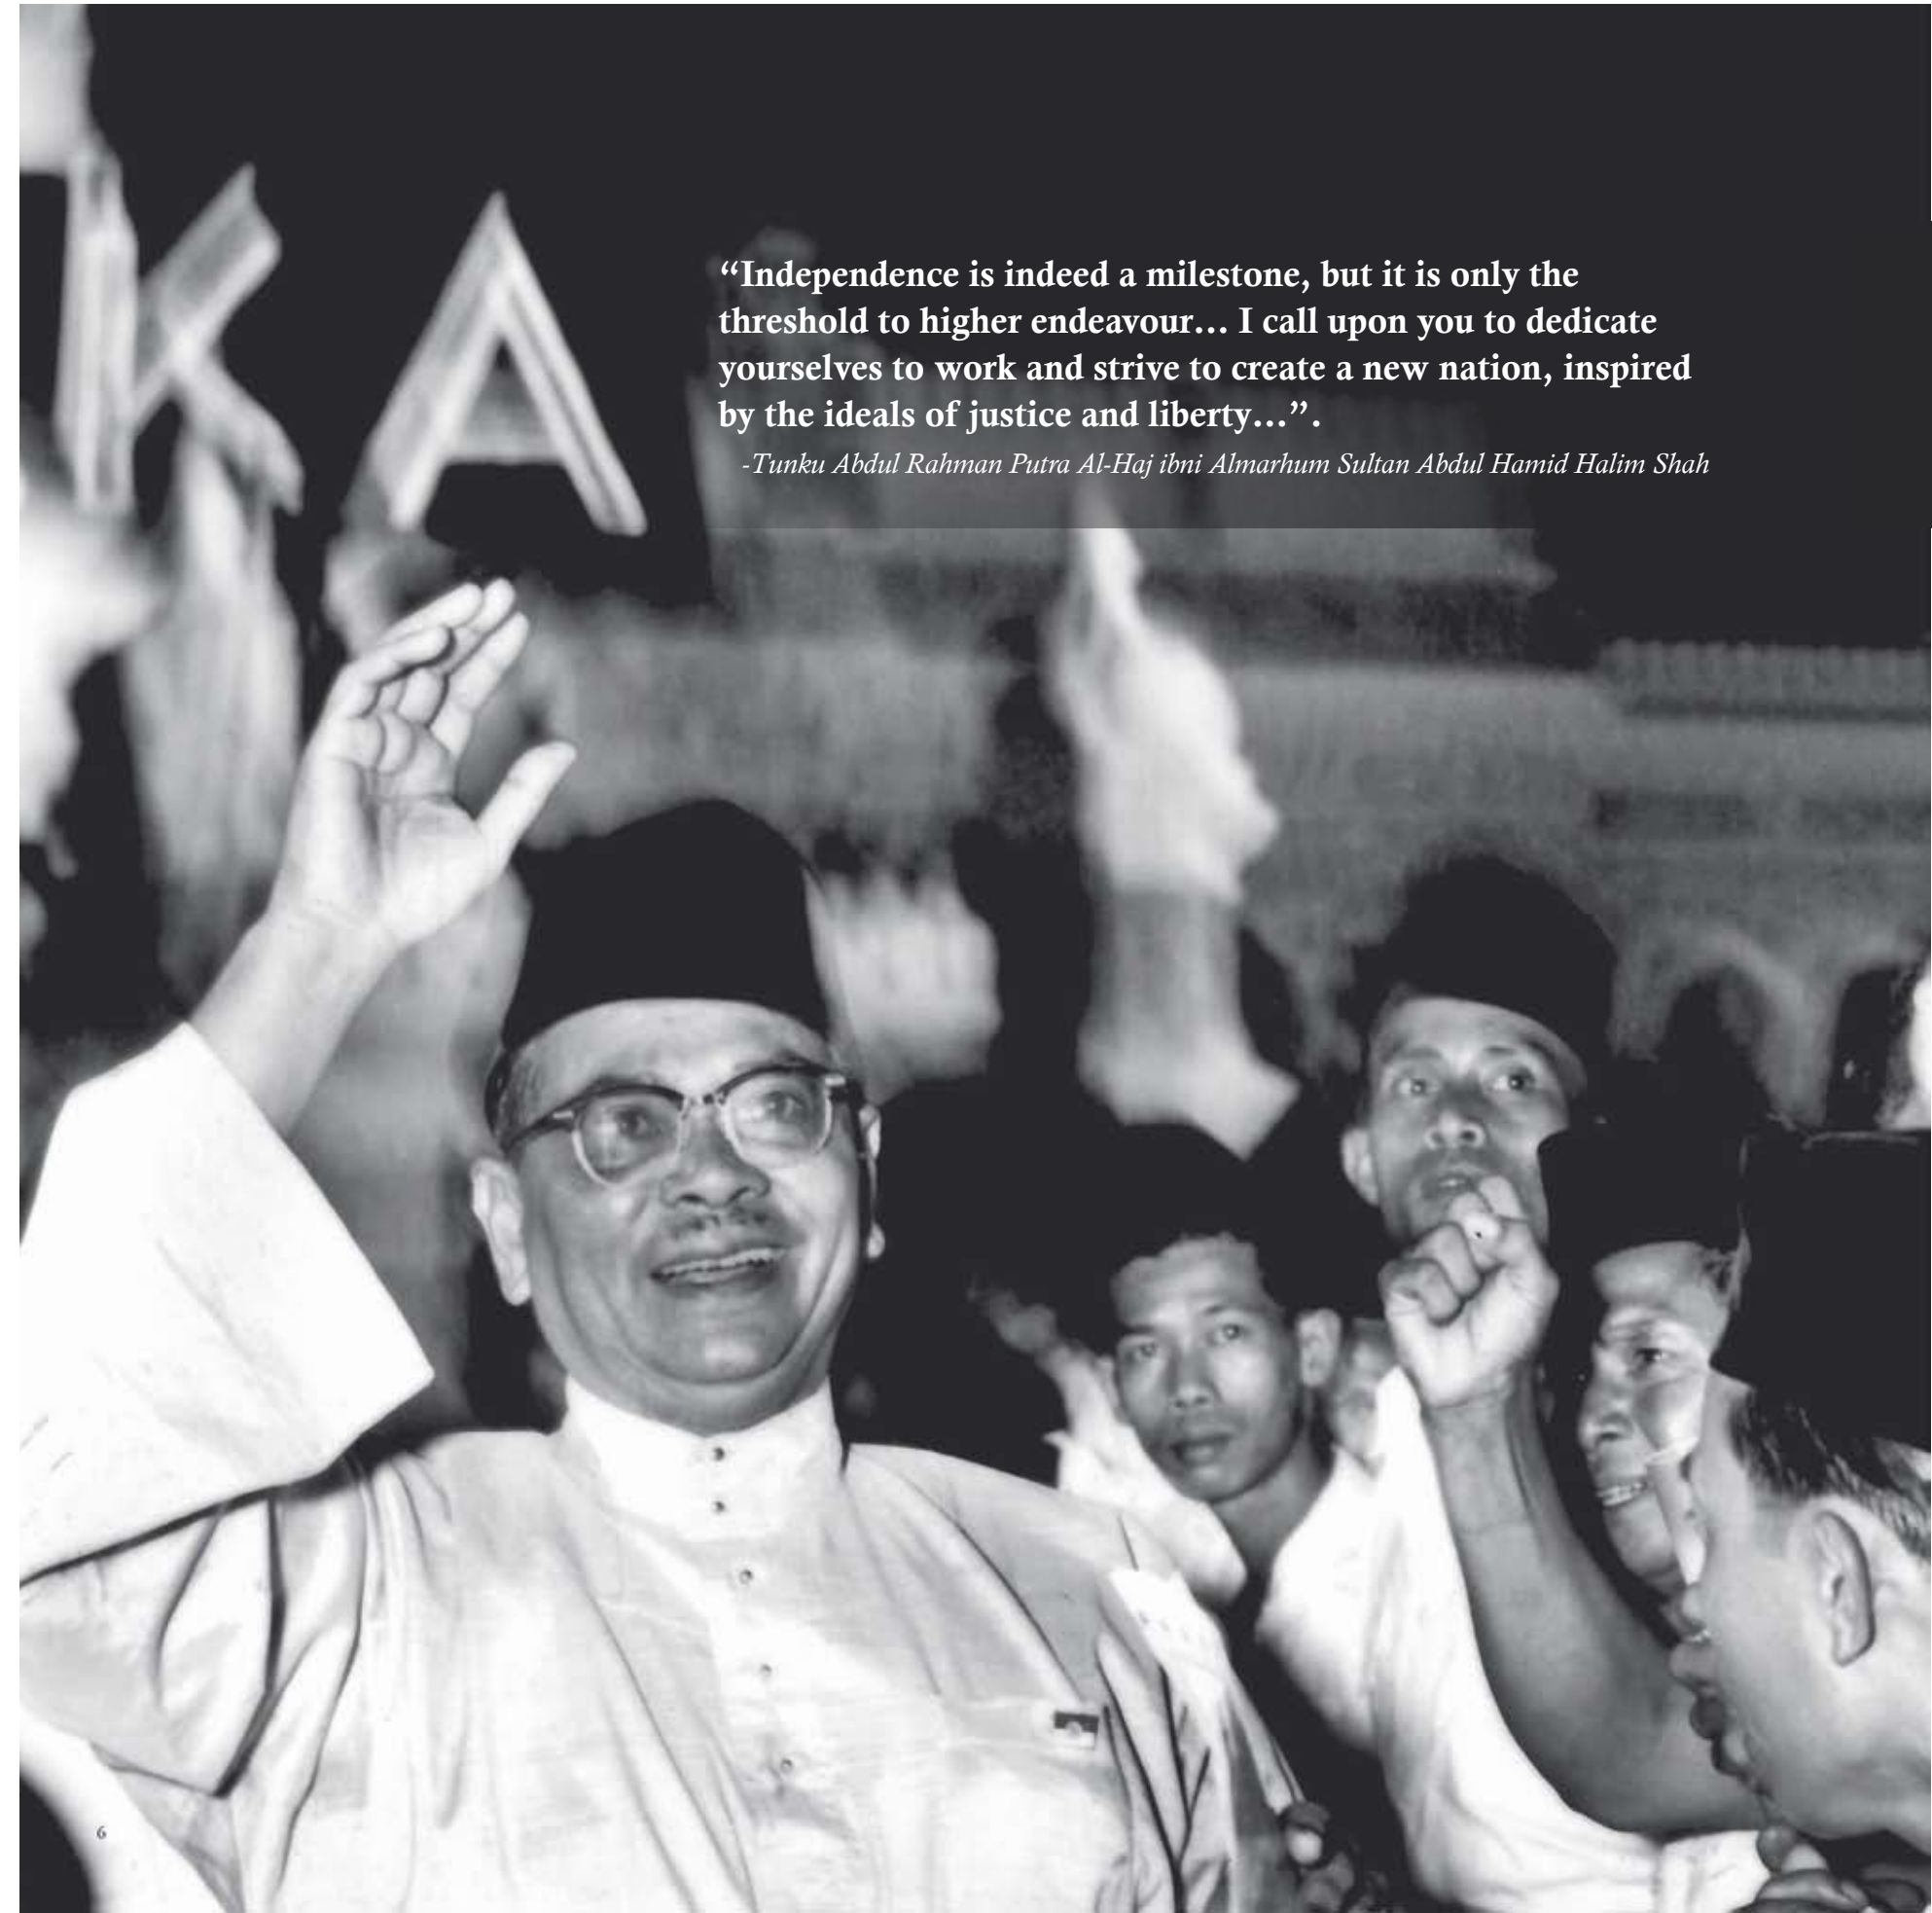 KA
“Independence is indeed a milestone, but it is only the
threshold to higher endeavour... I call upon you to dedicate
yourselves to work and strive to create a new nation, inspired
by the ideals of justice and liberty...”.
-Tunku Abdul Rahman Putra Al-Haj ibni Almarhum Sultan Abdul Hamid Halim Shah
6